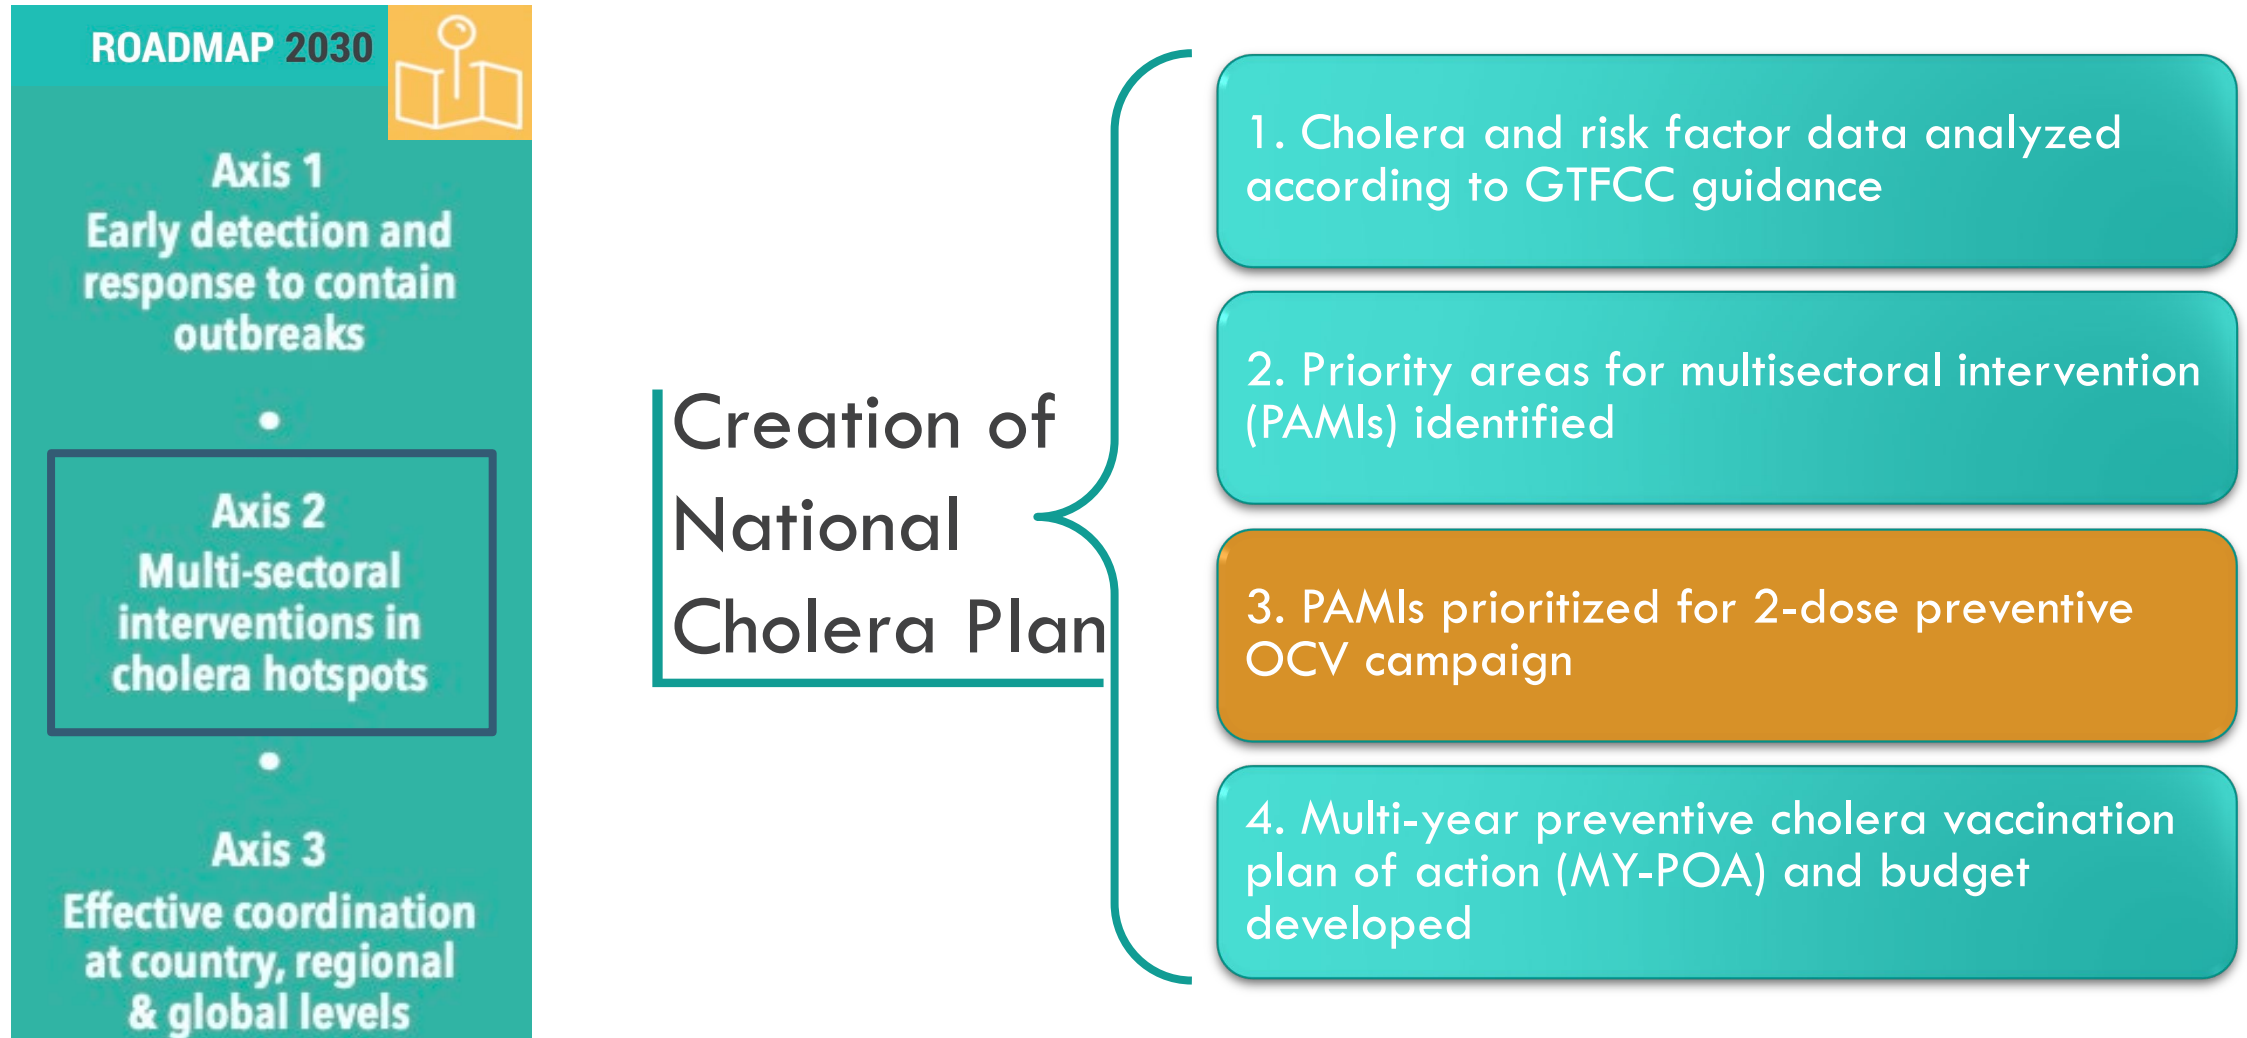 ROADMAP 2030
Axis 1
Early detection and
response to contain
outbreaks
Axis 2
Multi-sectoral
interventions in
cholera hotspots
Axis 3
Effective coordination
at country, regional
& global levels
Creation of
National
Cholera Plan
1. Cholera and risk factor data analyzed
according to GTFCC guidance
2. Priority areas for multisectoral intervention
(PAMIs) identified
3. PAMIs prioritized for 2-dose preventive
OCV campaign
4. Multi-year preventive cholera vaccination
plan of action (MY-POA) and budget
developed